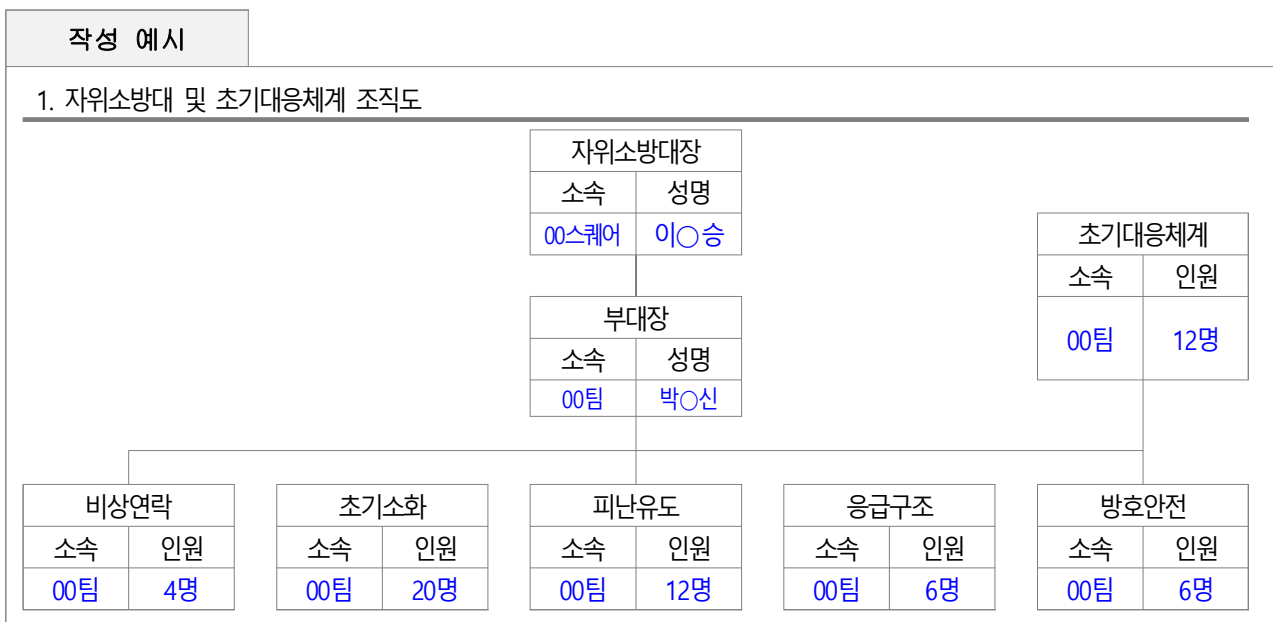 작성 예시
1. 자위소방대 및 초기대응체계 조직도
자위소방대장
소속 성명
00스퀘어 이○승
초기대응체계
소속 인원
00팀 12명
부대장
소속 성명
00팀 박○신
비상연락 초기소화 피난유도 응급구조 방호안전
소속 인원 소속 인원 소속 인원 소속 인원 소속 인원
00팀 4명 00팀 20명 00팀 12명 00팀 6명 00팀 6명